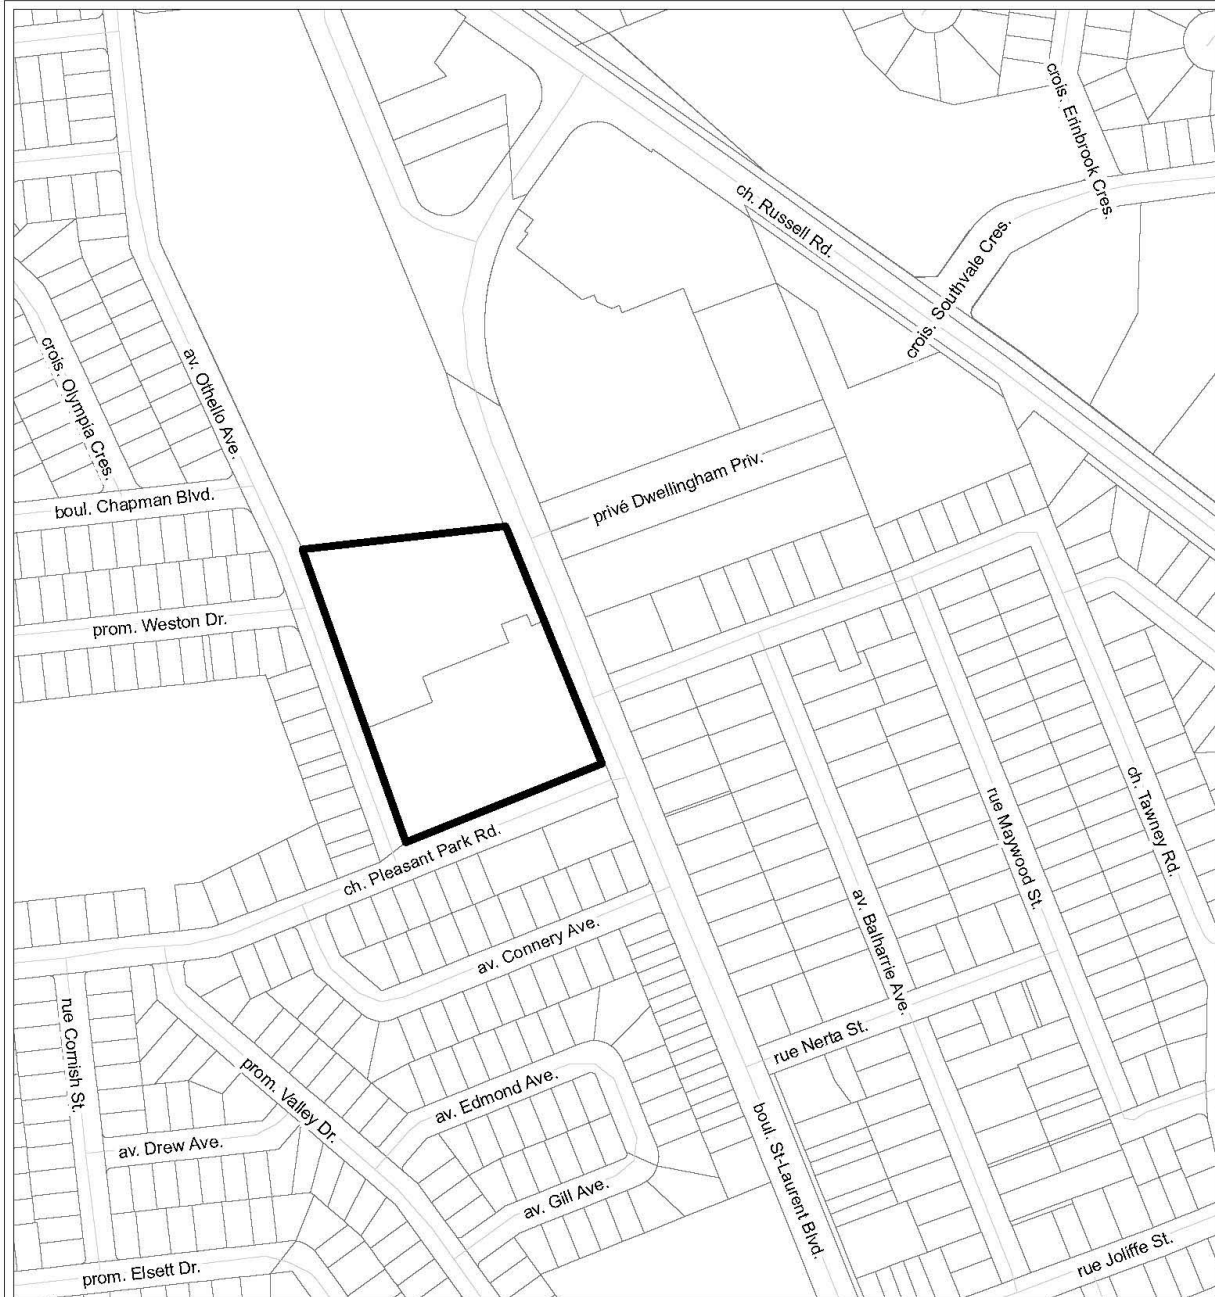 crois. Erinbrook Cres.
ch. Russell Rd.
crois. Southvale Cres.
av. Othello Ave.
crois. Olympia Cres.
boul. Chapman Blvd.
privé Dwellingham Priv.
prom. Weston Dr.
ch. Pleasant Park Rd.
ch. Tawney Rd.
rue Maywood St.
av. Balharrie Ave.
av. Connery Ave.
rue Cornish St.
rue Nerta St.
prom. Valley Dr.
av. Edmond Ave.
av. Drew Ave.
boul. St-Laurent Blvd.
av. Gill Ave.
rue Joliffe St.
prom. Elsett Dr.